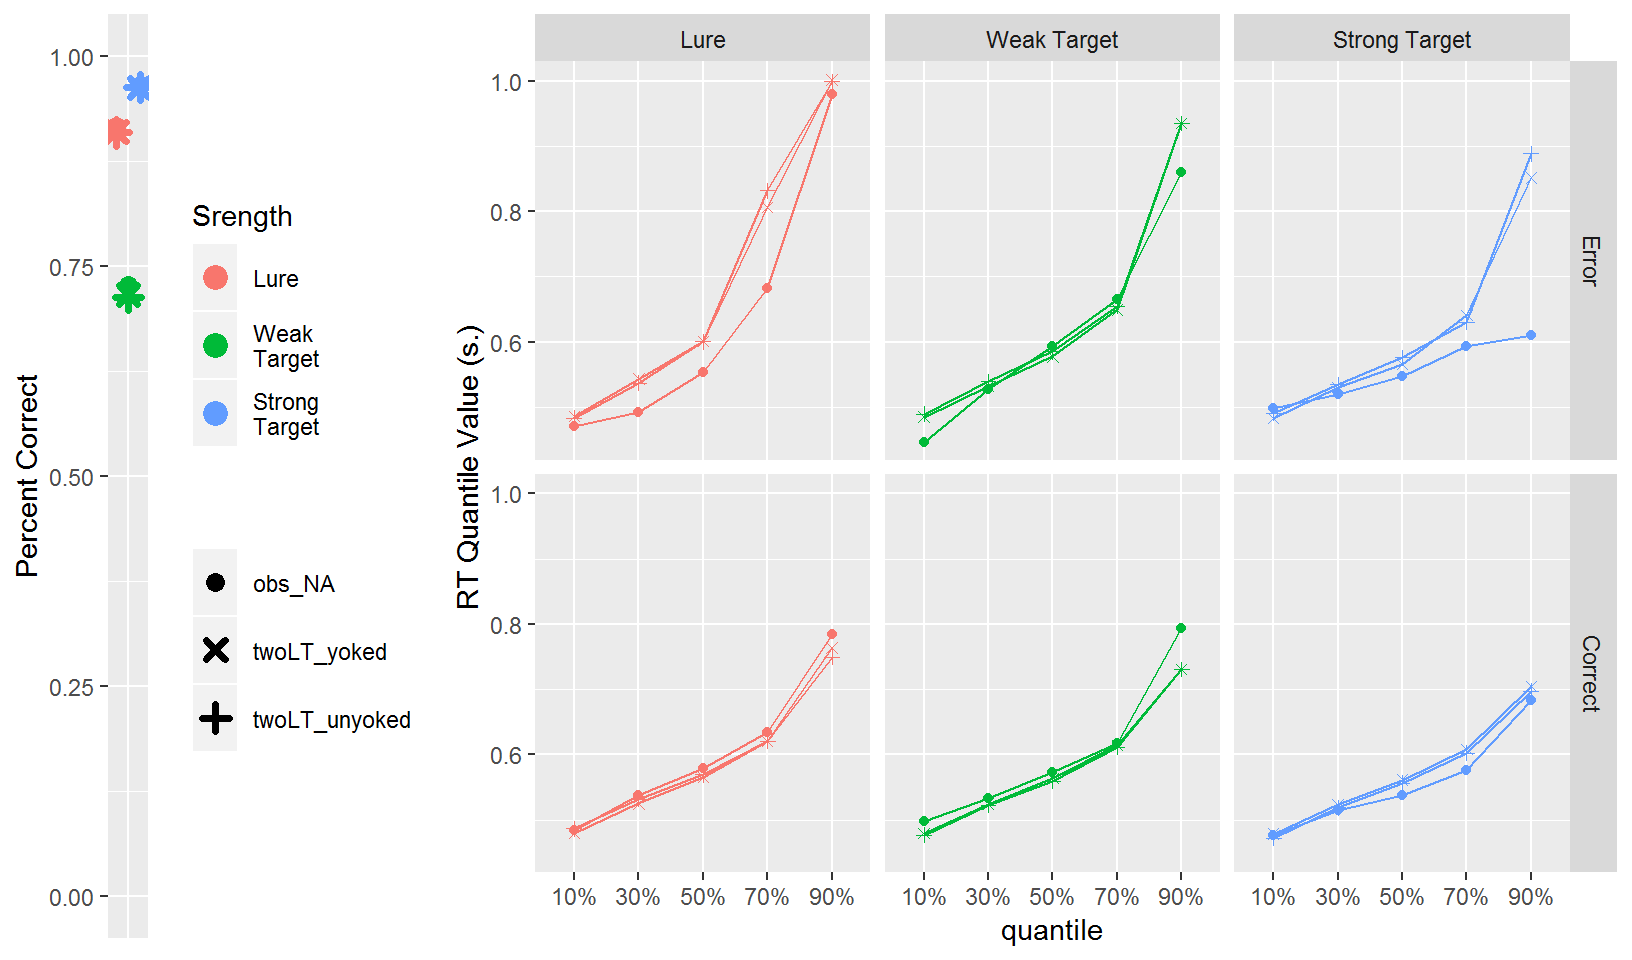 Percent Correct
1.00
0.75
0.50
0.25
0.00
Srength
Lure
Weak
Target
Strong
Target
obs_NA
twoLT_yoked
twoLT_unyoked
RT Quantile Value (s.)
Lure
Weak Target
Strong Target
1.0
0.8
0.6
Error
1.0
0.8
0.6
Correct
10% 30% 50% 70% 90%
10% 30% 50% 70% 90%
10% 30% 50% 70% 90%
quantile